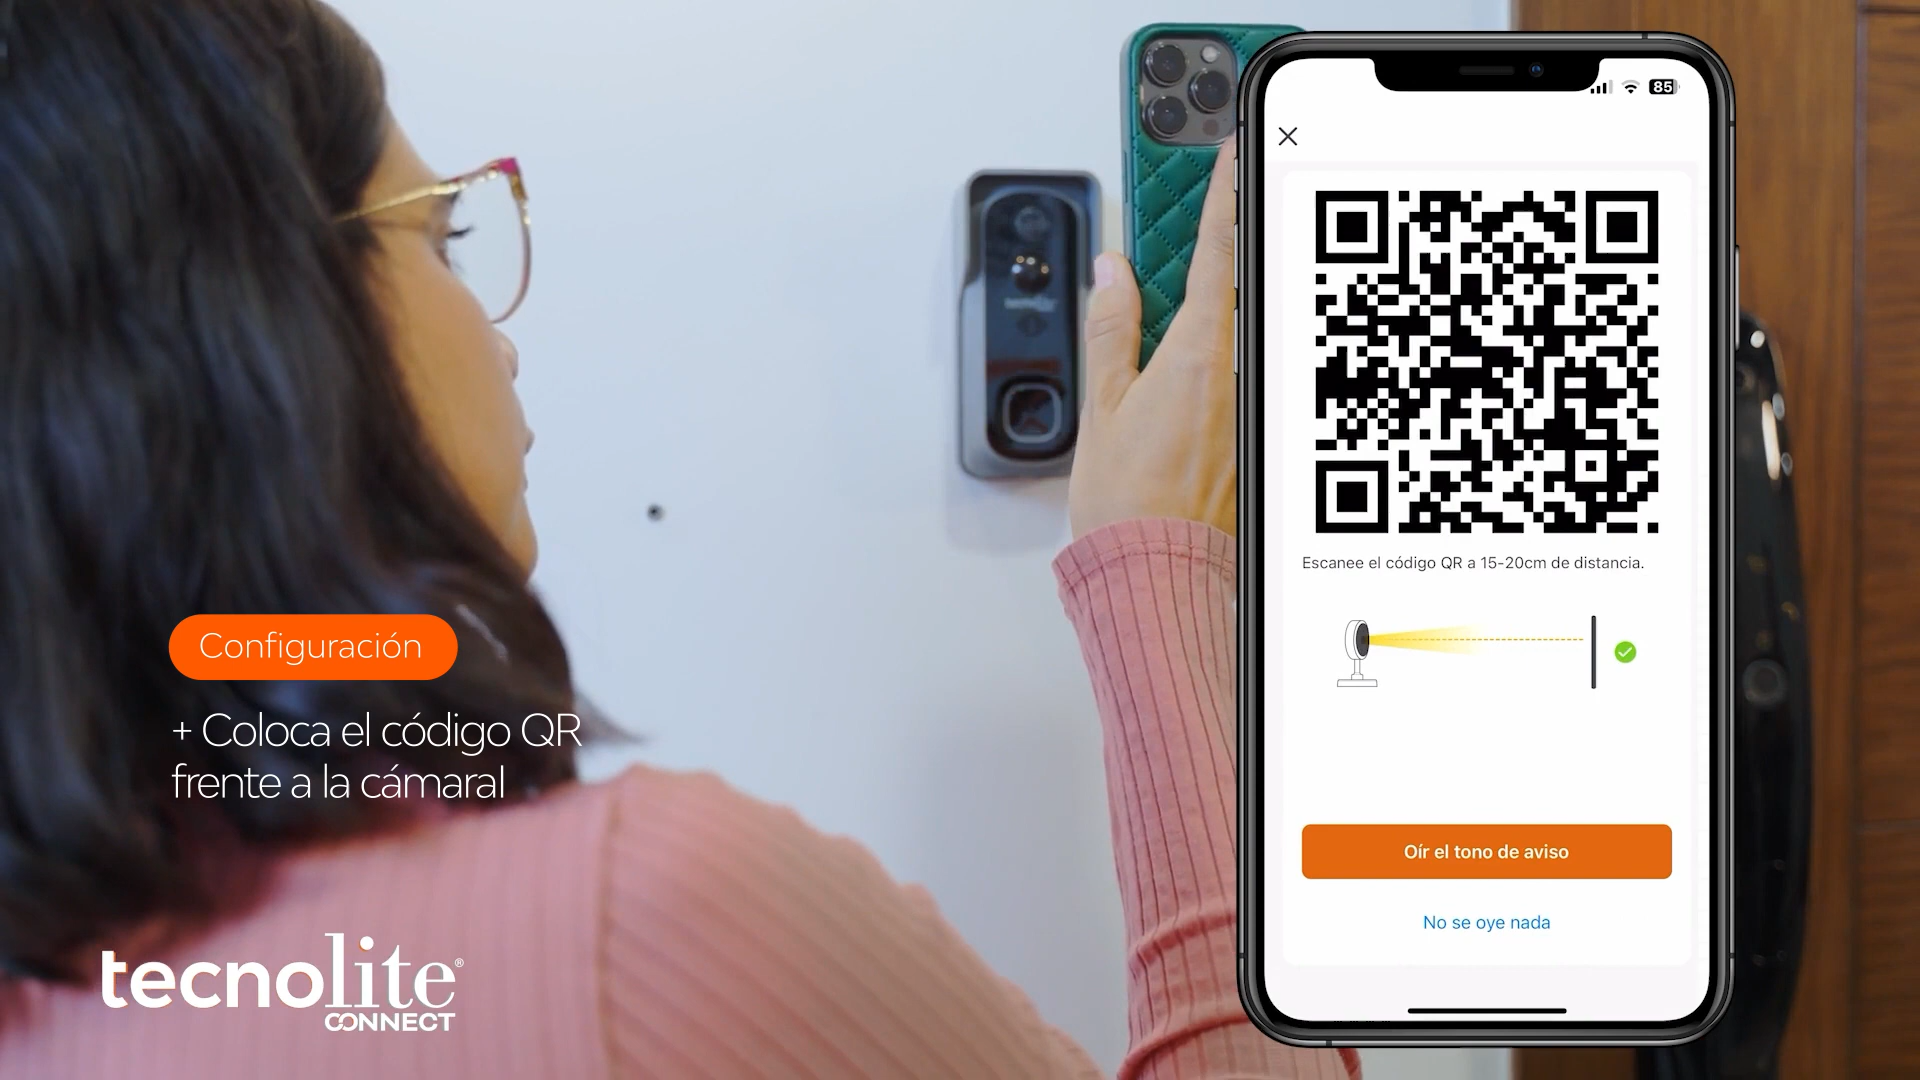 Configuración
+ Coloca el código QR
frente a la cámaral
tecnolite®
CONNECT
85
Escanee el código QR a 15-20cm de distancia.
Oír el tono de aviso
No se oye nada